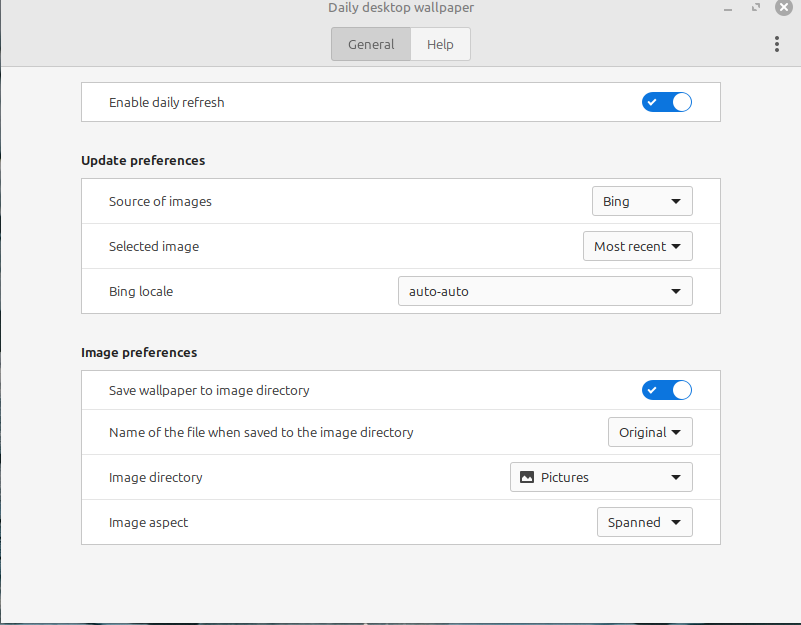 Daily desktop wallpaper
General Help
Enable daily refresh
Update preferences
Source of images Bing
Selected image Most recent
Bing locale auto-auto
Image preferences
Save wallpaper to image directory
Name of the file when saved to the image directory Original
Image directory Pictures
Image aspect Spanned